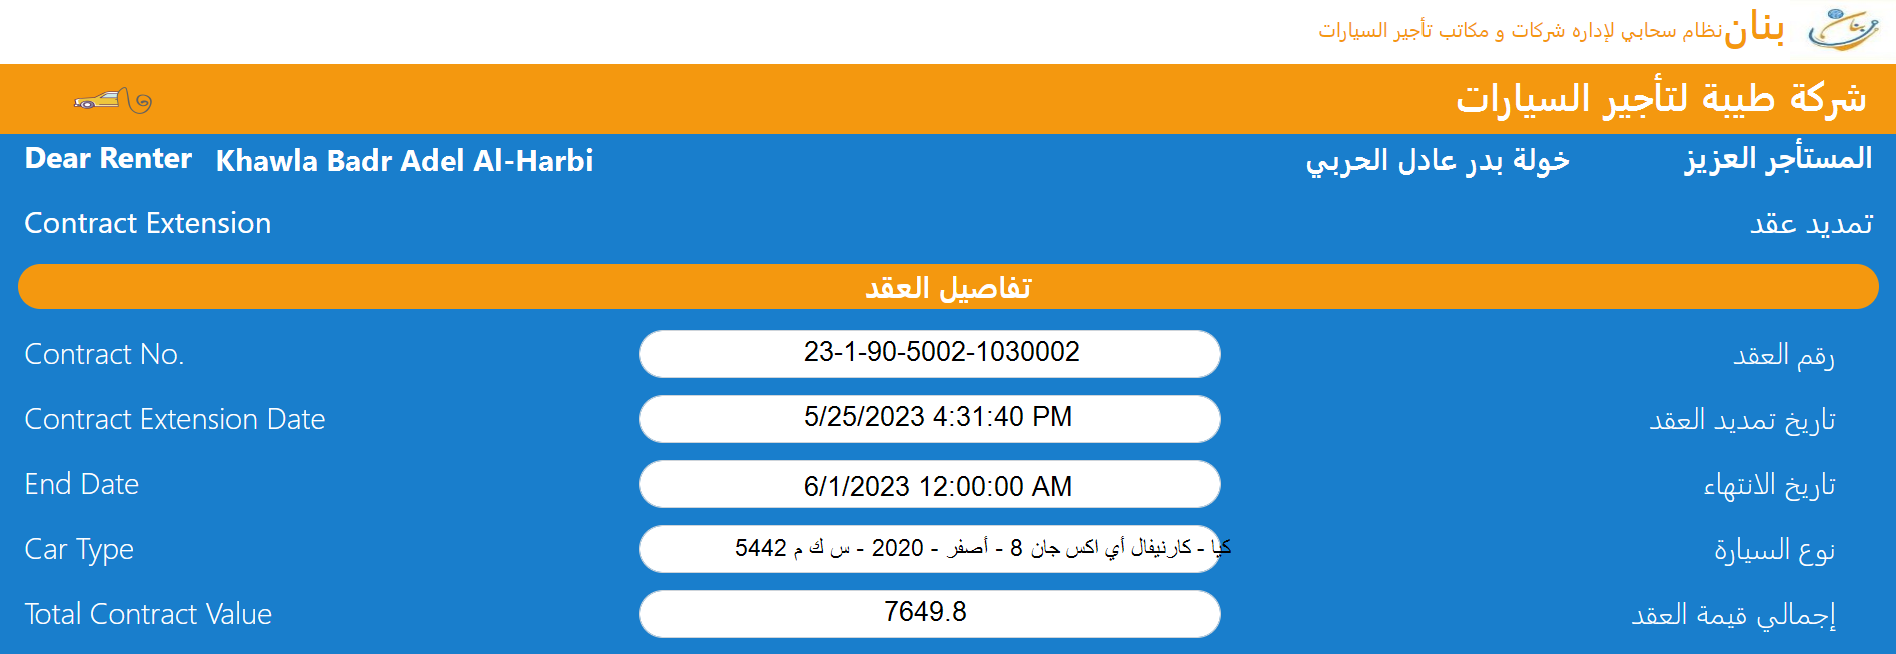 بنان نظام سحابي لإداره شركات و مكاتب تأجير السيارات
شركة طيبة لتأجير السيارات
Dear Renter Khawla Badr Adel Al-Harbi خولة بدر عادل الحربي المستأجر العزيز
Contract Extension تمديد عقد
تفاصيل العقد
Contract No. 23-1-90-5002-1030002 رقم العقد
Contract Extension Date 5/25/2023 4:31:40 PM تاريخ تمديد العقد
End Date 6/1/2023 12:00:00 AM تاريخ الانتهاء
Car Type كيا - كارنيفال أي اكس جان 8 - أصفر - 2020 - س ك م 5442 نوع السيارة
Total Contract Value 7649.8 إجمالي قيمة العقد